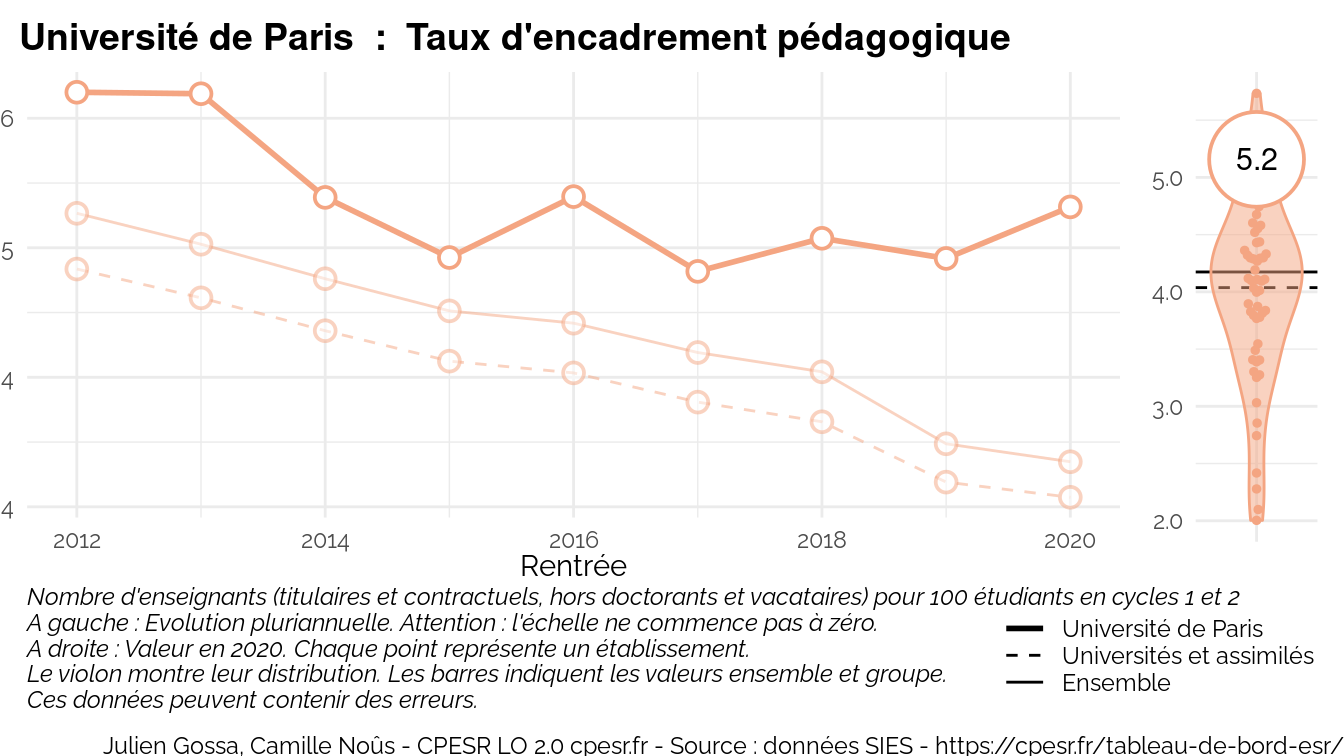 Université de Paris : Taux d'encadrement pédagogique
6
5
4
4
2012 2014 2016 2018 2020
Rentrée
5.2
5.0
4.0
3.0
2.0
Nombre d'enseignants (titulaires et contractuels, hors doctorants et vacataires) pour 100 étudiants en cycles 1 et 2
A gauche : Evolution pluriannuelle. Attention : l'échelle ne commence pas à zéro.
A droite : Valeur en 2020. Chaque point représente un établissement.
Le violon montre leur distribution. Les barres indiquent les valeurs ensemble et groupe.
Ces données peuvent contenir des erreurs.
Université de Paris
Universités et assimilés
Ensemble
Julien Gossa, Camille Noûs - CPESR LO 2.0 cpesr.fr - Source : données SIES - https://cpesr.fr/tableau-de-bord-esr/